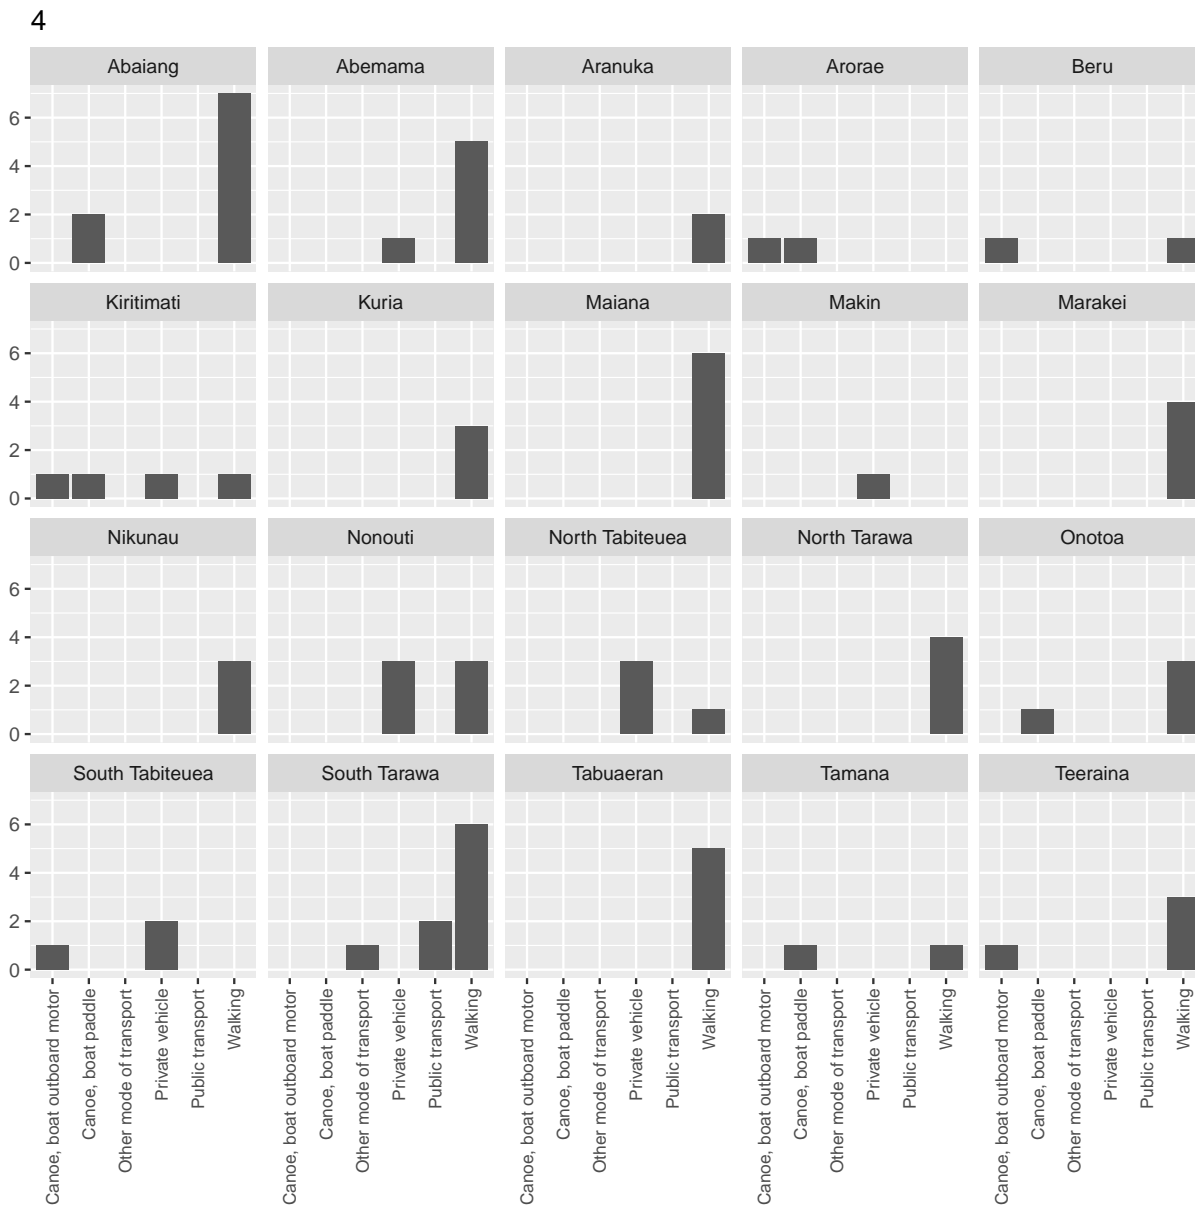 4
Abaiang Abemama Aranuka Arorae Beru
6
4
2
0
Kiritimati Kuria Maiana Makin Marakei
6
4
2
0
Nikunau Nonouti North Tabiteuea North Tarawa Onotoa
6
4
2
0
South Tabiteuea South Tarawa Tabuaeran Tamana Teeraina
6
4
2
0
Canoe, boat outboard motor
Canoe, boat paddle
Other mode of transport
Private vehicle
Public transport
Walking
Canoe, boat outboard motor
Canoe, boat paddle
Other mode of transport
Private vehicle
Public transport
Walking
Canoe, boat outboard motor
Canoe, boat paddle
Other mode of transport
Private vehicle
Public transport
Walking
Canoe, boat outboard motor
Canoe, boat paddle
Other mode of transport
Private vehicle
Public transport
Walking
Canoe, boat outboard motor
Canoe, boat paddle
Other mode of transport
Private vehicle
Public transport
Walking